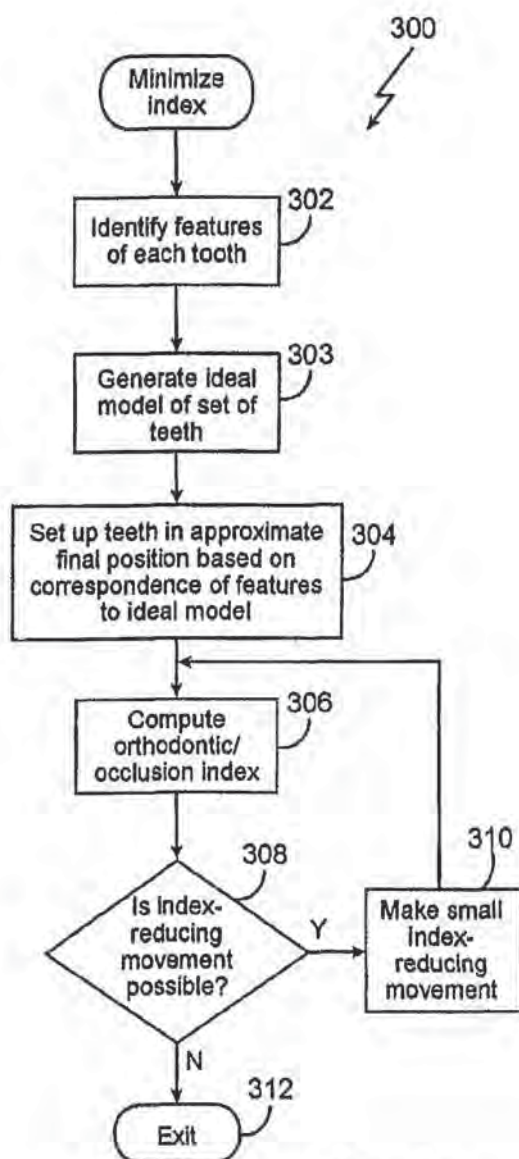 300
Minimize
index
302
Identify features
of each tooth
303
Generate ideal
model of set of
teeth
Set up teeth in approximate
final position based on
correspondence of features
to ideal model
304
306
Compute
orthodontic/
occlusion index
308
Is index-
reducing
movement
possible?
Y
310
Make small
index-
reducing
movement
N
312
Exit